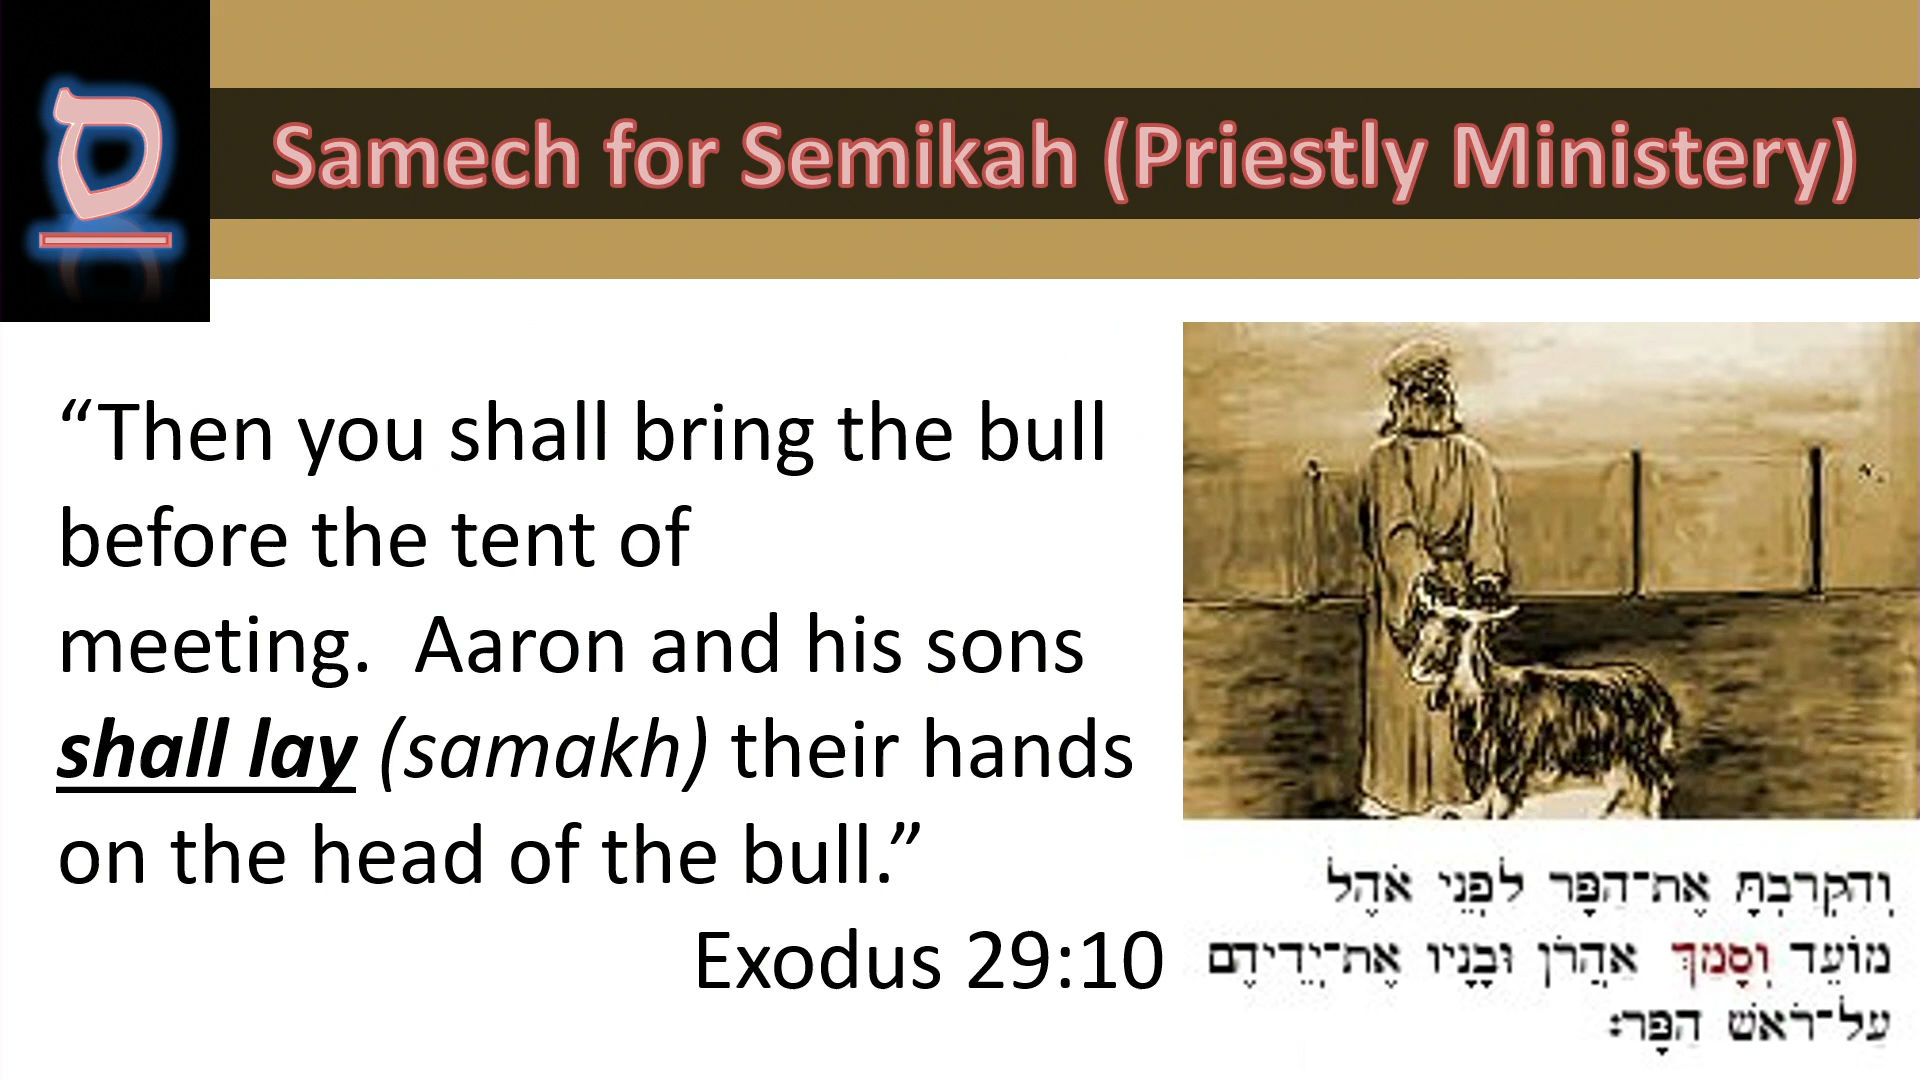 ס
Samech for Semikah (Priestly Ministery)
“Then you shall bring the bull
before the tent of
meeting.  Aaron and his sons
shall lay (samakh) their hands
on the head of the bull.”
Exodus 29:10
וְהִקְרַבְתָּ אֶת־הַפָּר לִפְנֵי אֹהֶל
מוֹעֵד וְסָמַךְ אַהֲרֹן וּבָנָיו אֶת־יְדֵיהֶם
עַל־רֹאשׁ הַפָּר׃